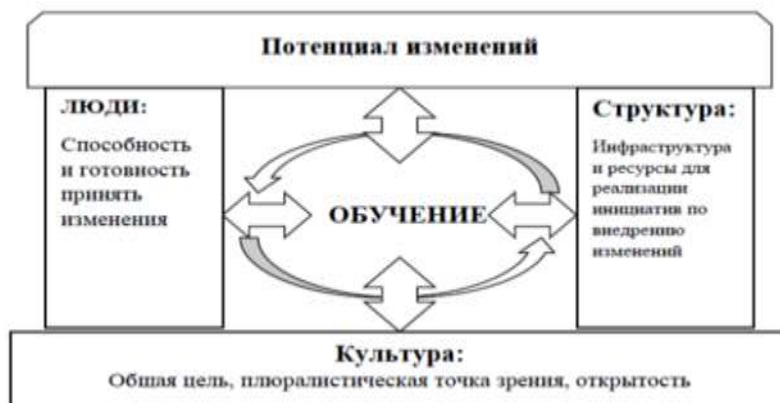 Потенциал изменений
ЛЮДИ:
Способность
и готовность
принять
изменения
ОБУЧЕНИЕ
Структура:
Инфраструктура
и ресурсы для
реализации
инициатив по
внедрению
изменений
Культура:
Общая цель, плюралистическая точка зрения, открытость